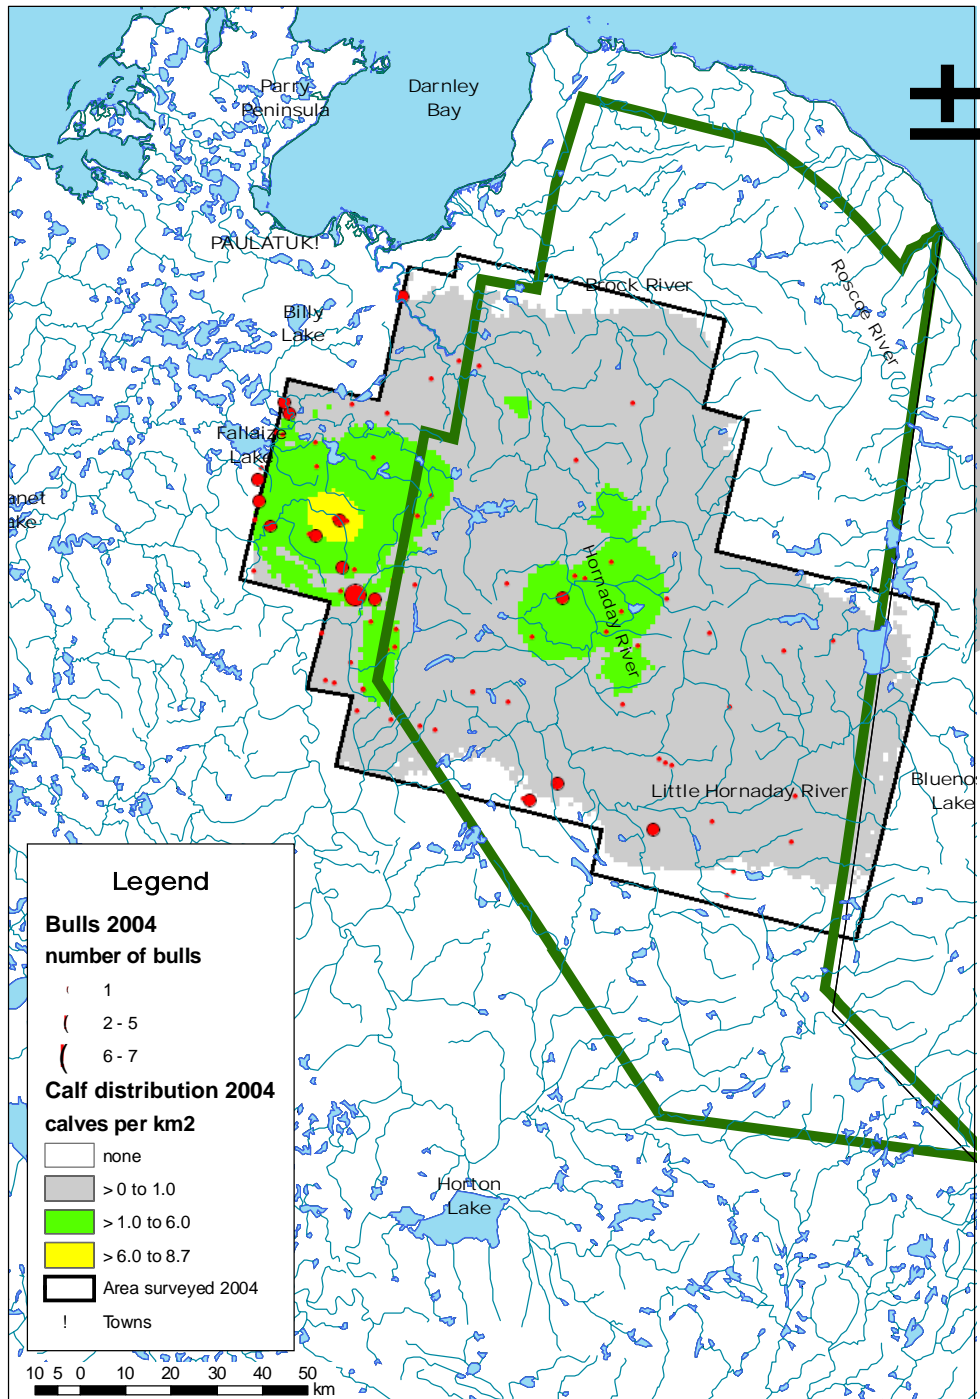 Parry
Peninsula
Darnley
Bay
PAULATUK!
Brock River
Roscoe River
Billy
Lake
Fallaize
Lake
anet
ke
Hornaday River
Little Hornaday River
Bluenos
Lake
Legend
Bulls 2004
number of bulls
1
2 - 5
6 - 7
Calf distribution 2004
calves per km2
none
> 0 to 1.0
> 1.0 to 6.0
> 6.0 to 8.7
Area surveyed 2004
! Towns
Horton
Lake
10 5 0 10 20 30 40 50
km